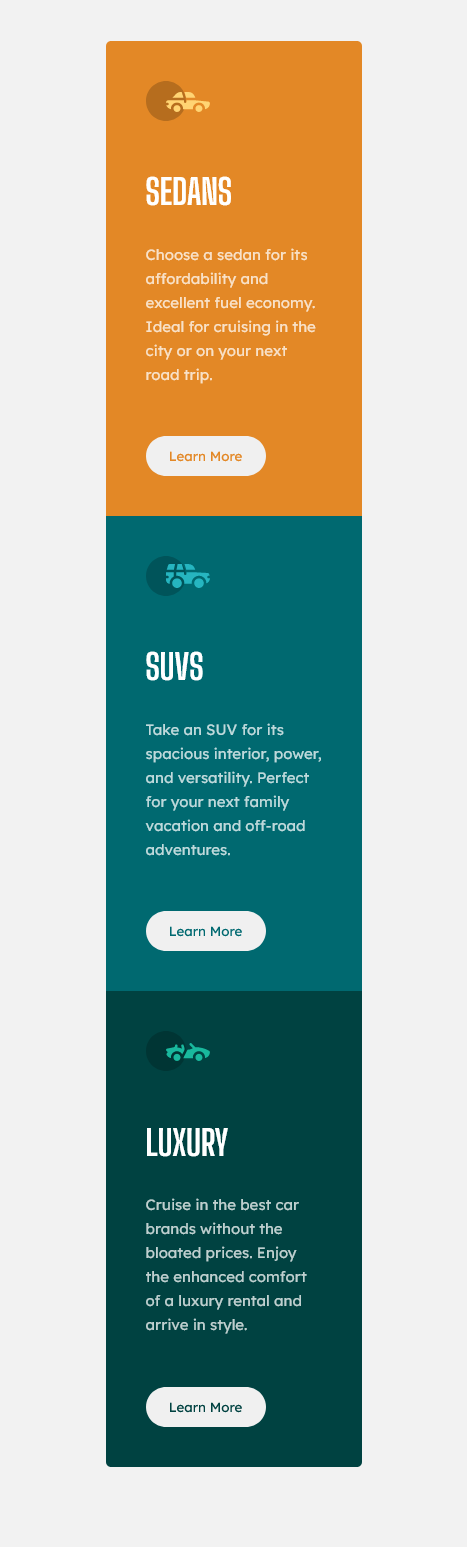 SEDANS
Choose a sedan for its
affordability and
excellent fuel economy.
Ideal for cruising in the
city or on your next
road trip.
Learn More
SUVS
Take an SUV for its
spacious interior, power,
and versatility. Perfect
for your next family
vacation and off-road
adventures.
Learn More
LUXURY
Cruise in the best car
brands without the
bloated prices. Enjoy
the enhanced comfort
of a luxury rental and
arrive in style.
Learn More